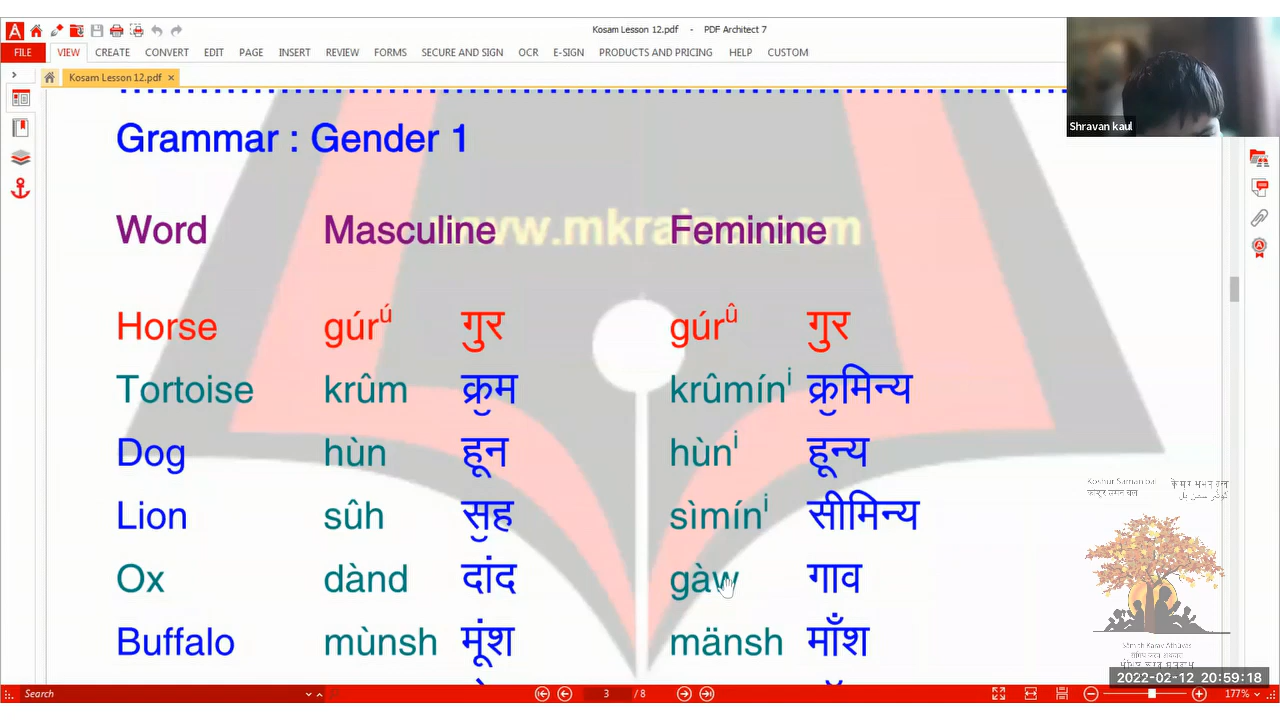 Kosam Lesson 12.pdf - PDF Architect 7
FILE VIEW CREATE CONVERT EDIT PAGE INSERT REVIEW FORMS SECURE AND SIGN OCR E-SIGN PRODUCTS AND PRICING HELP CUSTOM
Kosam Lesson 12.pdf ×
Shravan kaul
Grammar : Gender 1
www.mkraina.com
Word Masculine Feminine
Horse gúrú गुर gúrû गुर
Tortoise krûm क्रॖम krûmíni क्रॖमिन्य
Dog hùn हून hùni हून्य
Lion sûh सॖह sìmíni सीमिन्य
Ox dànd दांद gàw गाव
Buffalo mùnsh मूंश mänsh माँश
2022-02-12 20:59:18
Search 3 / 8 177%